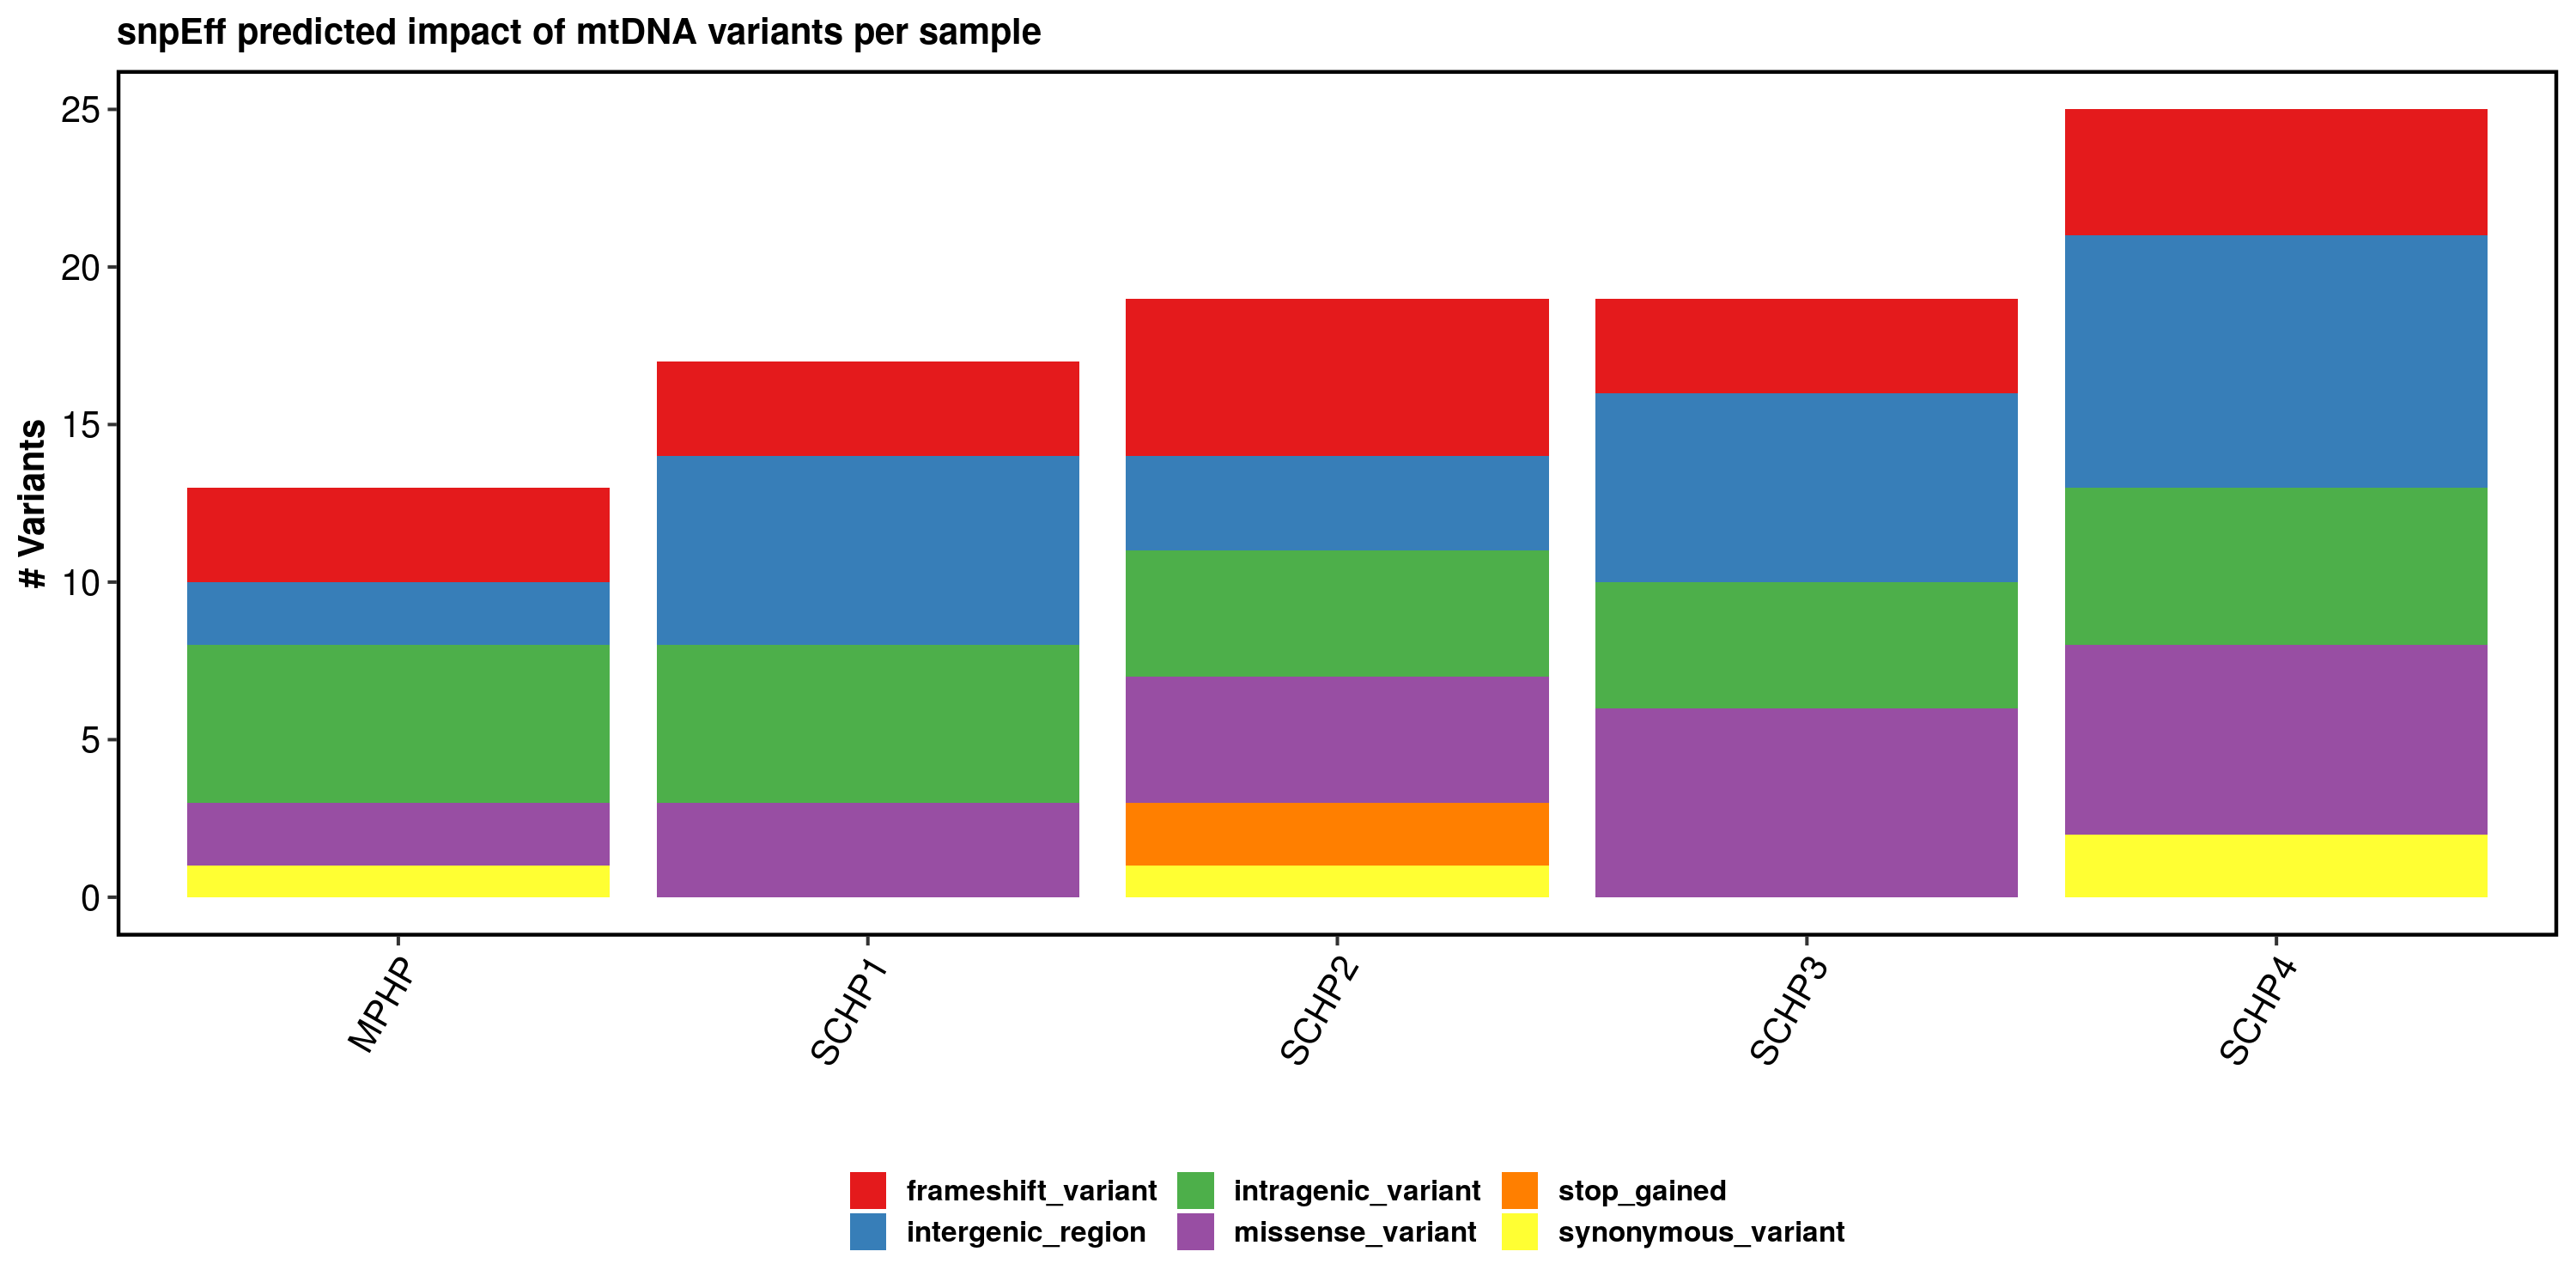 snpEff predicted impact of mtDNA variants per sample
# Variants
25
20
15
10
5
0
MPHP
SCHP1
SCHP2
SCHP3
SCHP4
frameshift_variant
intragenic_variant
stop_gained
intergenic_region
missense_variant
synonymous_variant